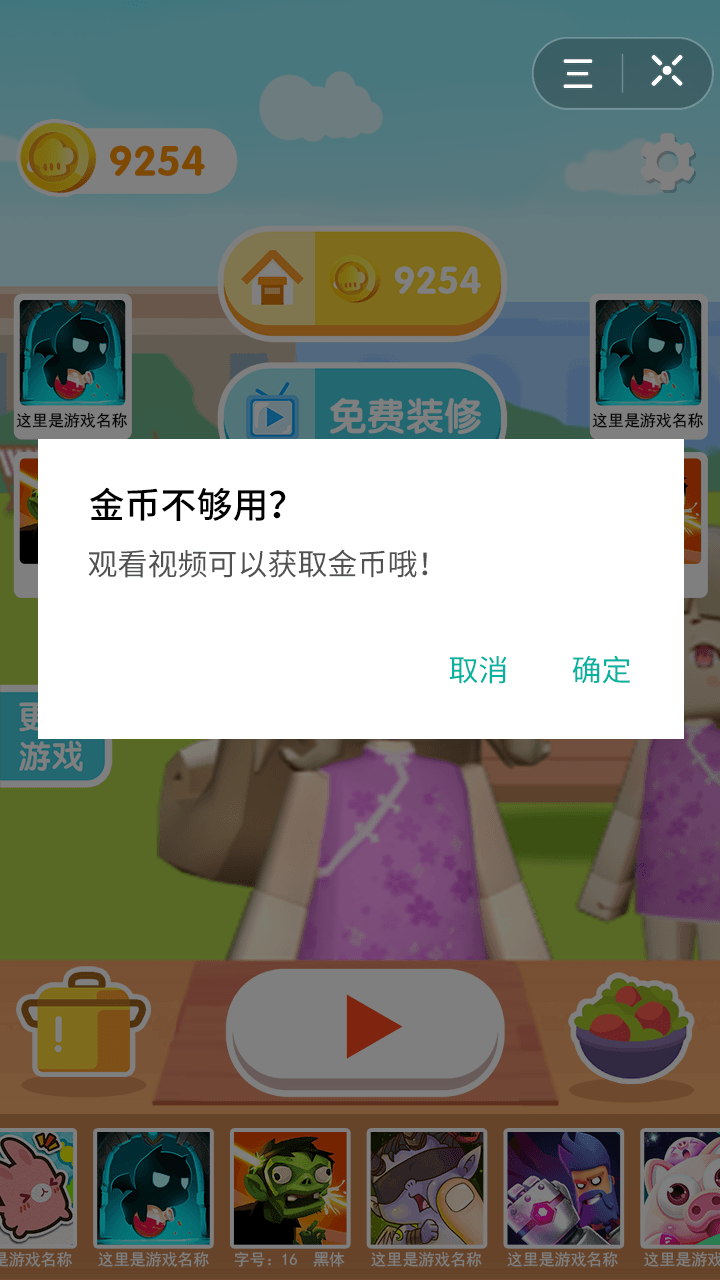 9254
9254
免费装修
这里是游戏名称
这里是游戏名称
金币不够用？
观看视频可以获取金币哦！
取消
确定
更
游戏
是游戏名称
这里是游戏名称
字号：16 黑体
这里是游戏名称
这里是游戏名称
这里是游戏